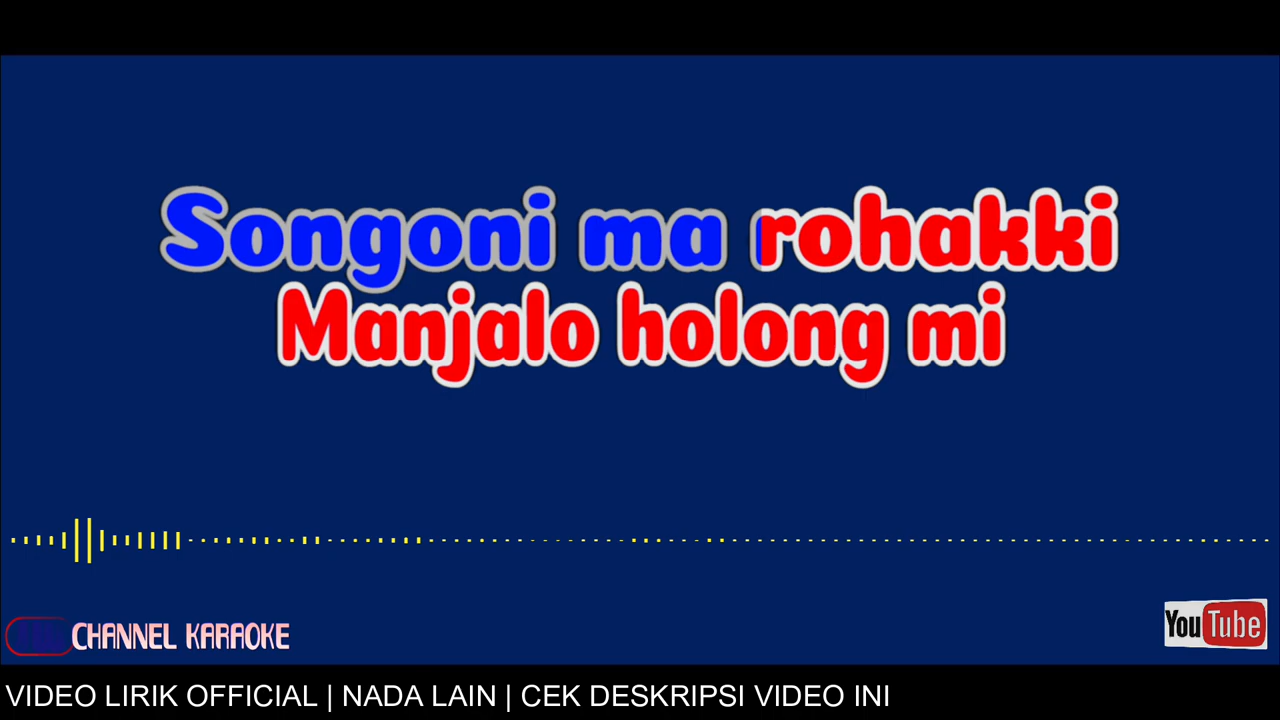 Songoni ma rohakki
Manjalo holong mi
CHANNEL KARAOKE
YouTube
VIDEO LIRIK OFFICIAL | NADA LAIN | CEK DESKRIPSI VIDEO INI